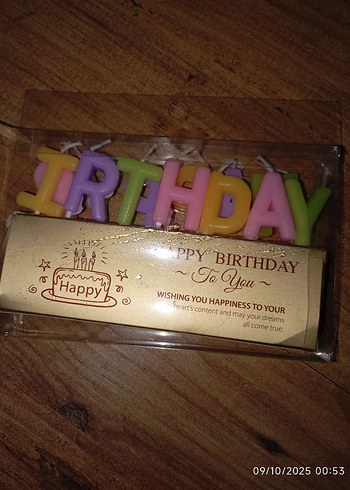 IRTHDAY
APPY BIRTHDAY
~ To You ~
Happy
WISHING YOU HAPPINESS TO YOUR
heart's content and may your dreams
all come true.
09/10/2025 00:53